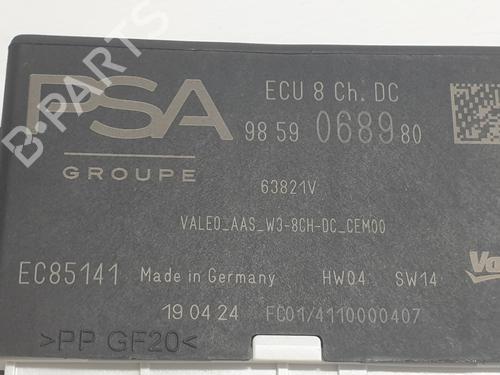 B-PARTS
PSA
GROUPE
ECU 8 Ch. DC
98 59 0689 80
63821V
VALEO_AAS_W3-8CH-DC_CEM00
EC85141 Made in Germany HW04 SW14
19 04 24 FC01/4110000407
>PP GF20<